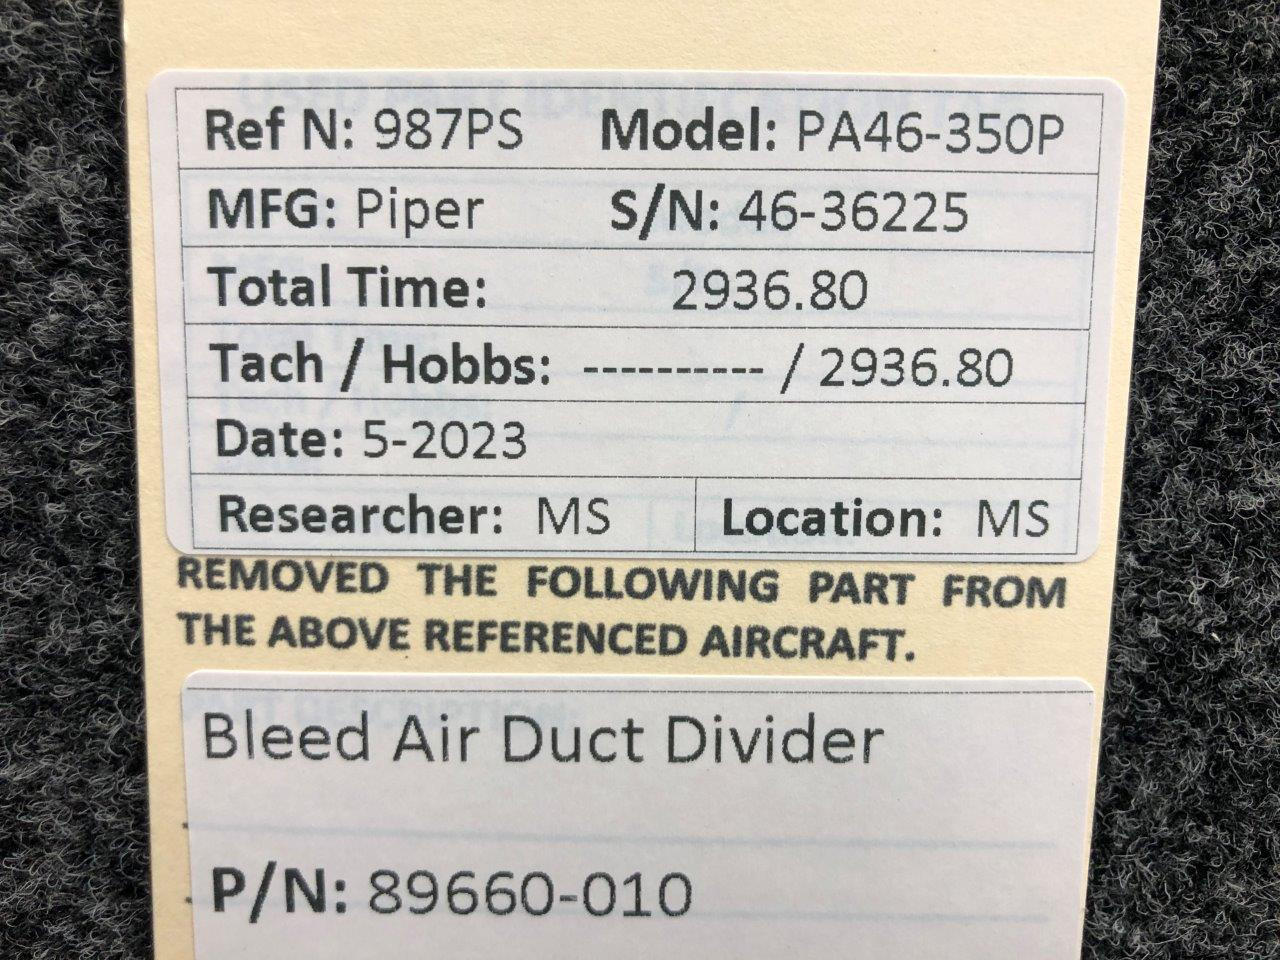 Ref N: 987PS Model: PA46-350P
MFG: Piper S/N: 46-36225
Total Time: 2936.80
Tach / Hobbs: ---------- / 2936.80
Date: 5-2023
Researcher: MS Location: MS
REMOVED THE FOLLOWING PART FROM
THE ABOVE REFERENCED AIRCRAFT.
Bleed Air Duct Divider
P/N: 89660-010